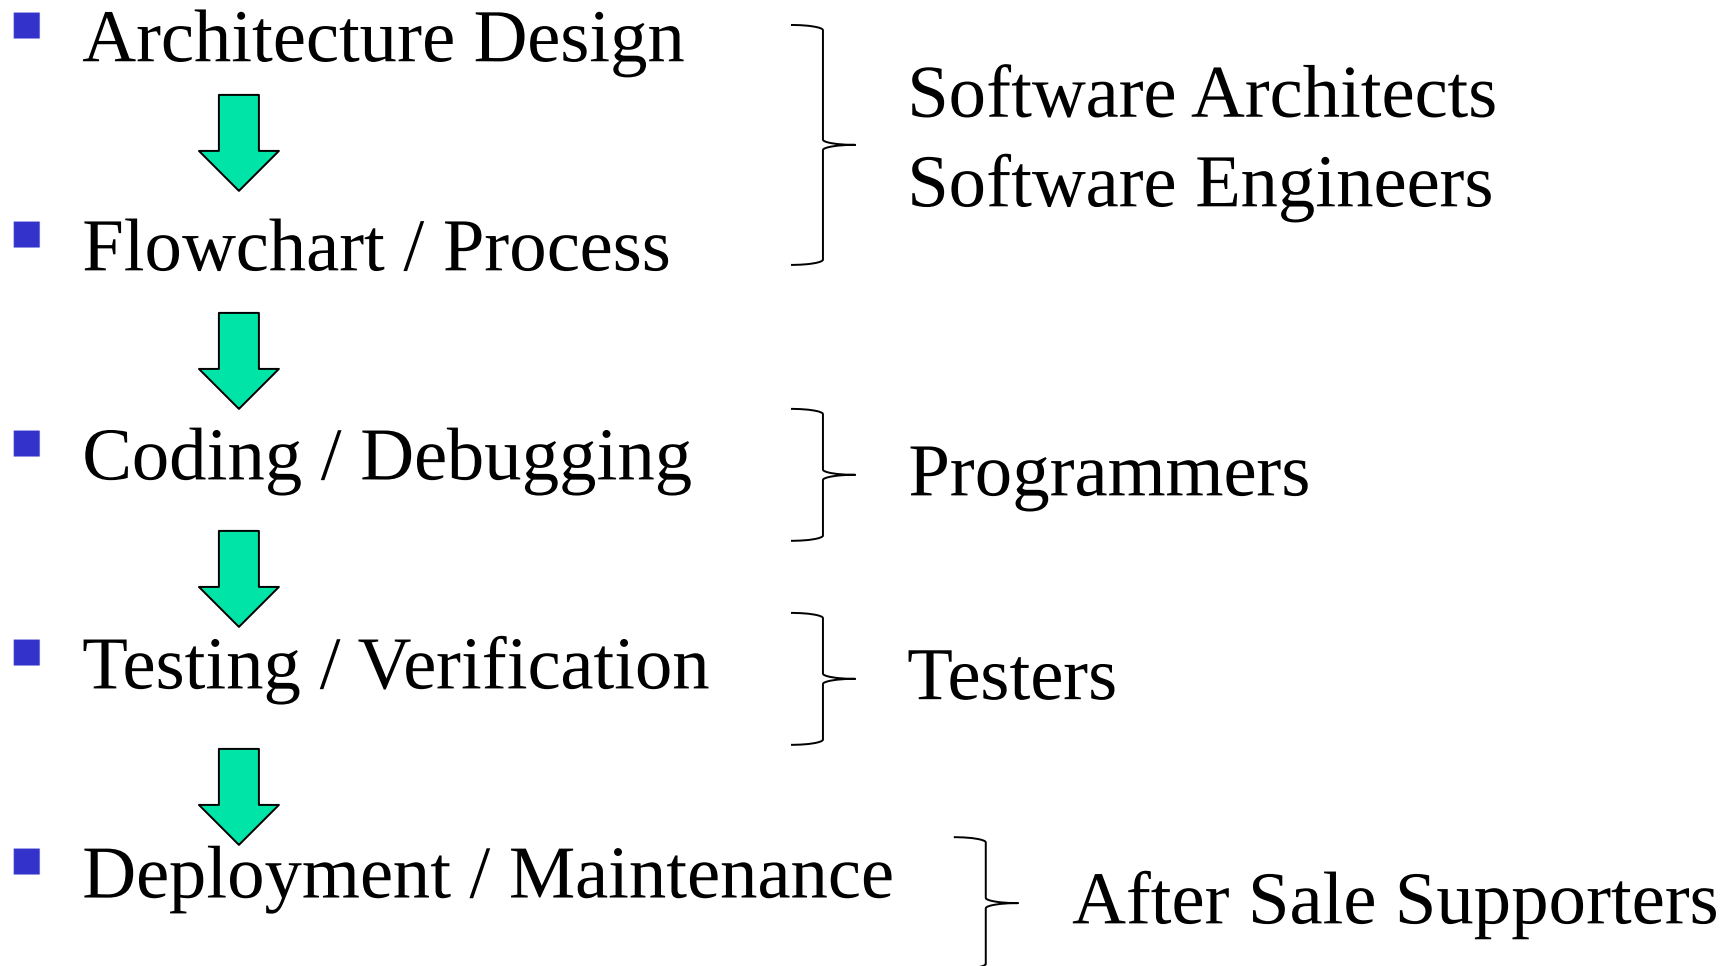 Architecture Design
Software Architects
Software Engineers
Flowchart / Process
Coding / Debugging
Programmers
Testing / Verification
Testers
Deployment / Maintenance
After Sale Supporters